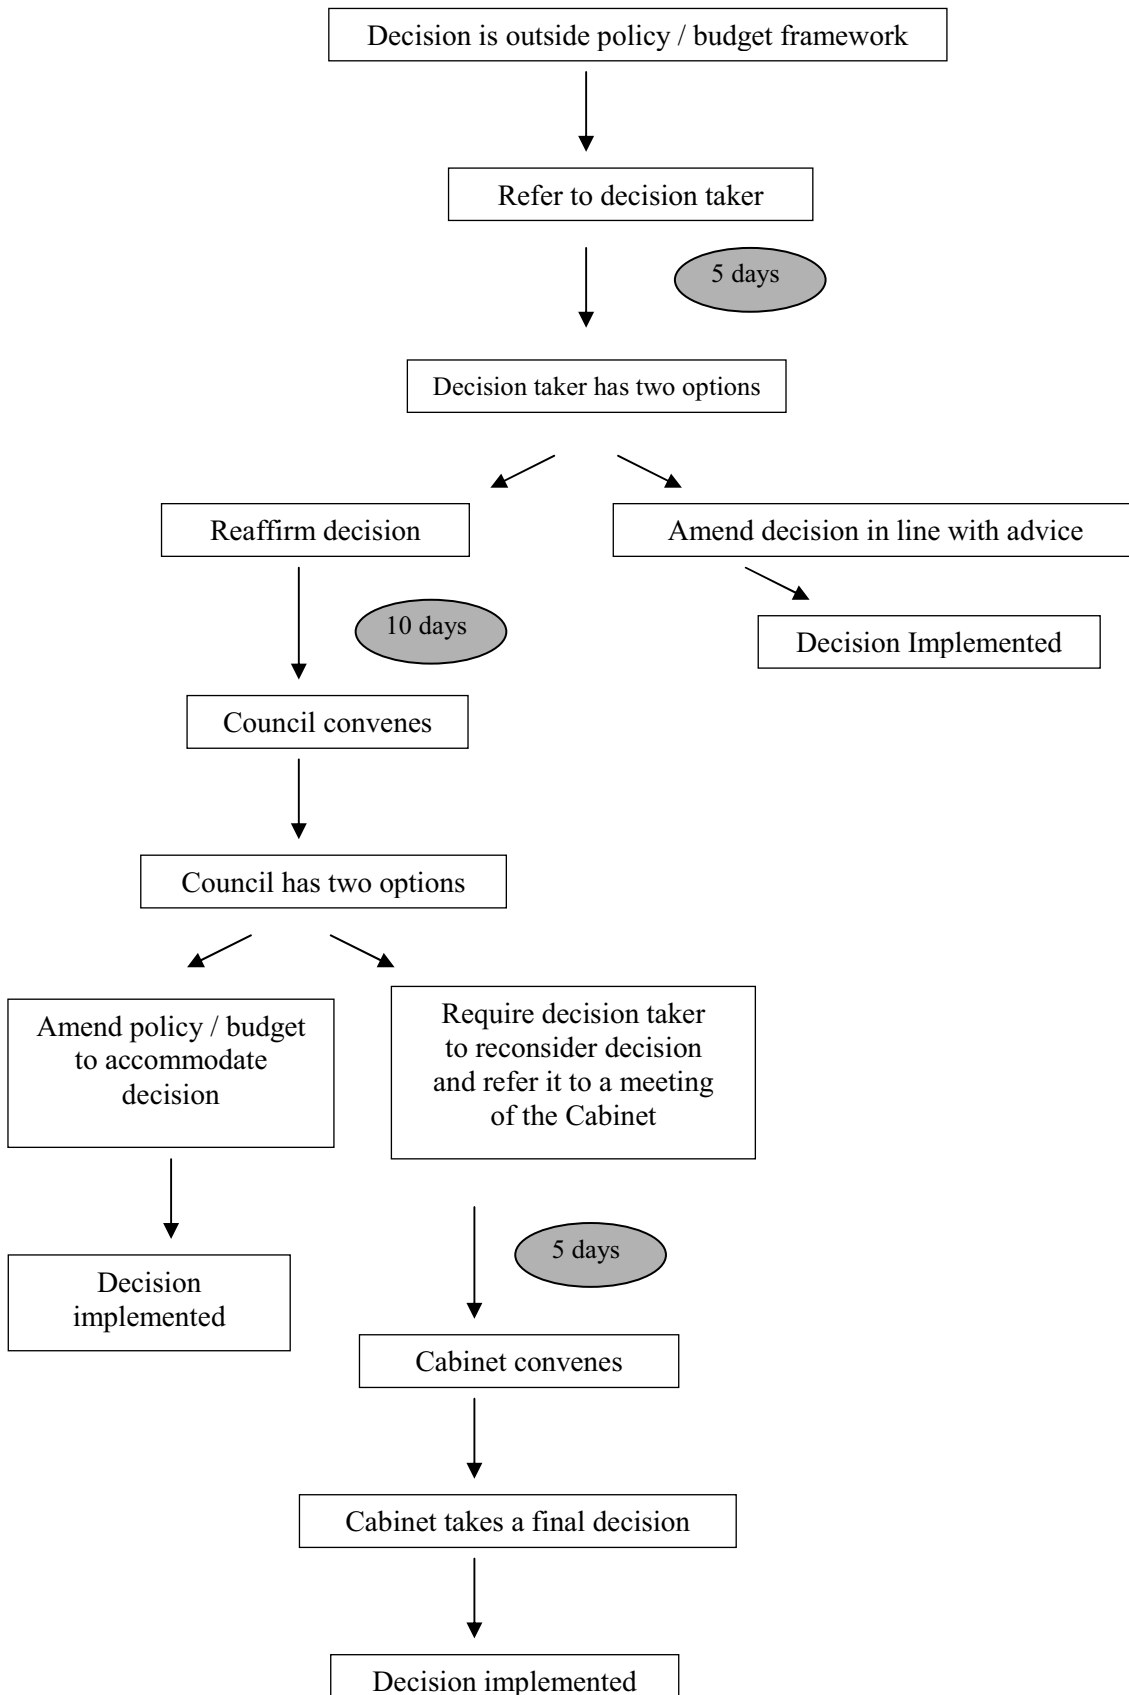 Decision is outside policy / budget framework
Refer to decision taker
5 days
Decision taker has two options
Reaffirm decision
Amend decision in line with advice
10 days
Decision Implemented
Council convenes
Council has two options
Amend policy / budget
to accommodate
decision
Require decision taker
to reconsider decision
and refer it to a meeting
of the Cabinet
5 days
Decision
implemented
Cabinet convenes
Cabinet takes a final decision
Decision implemented